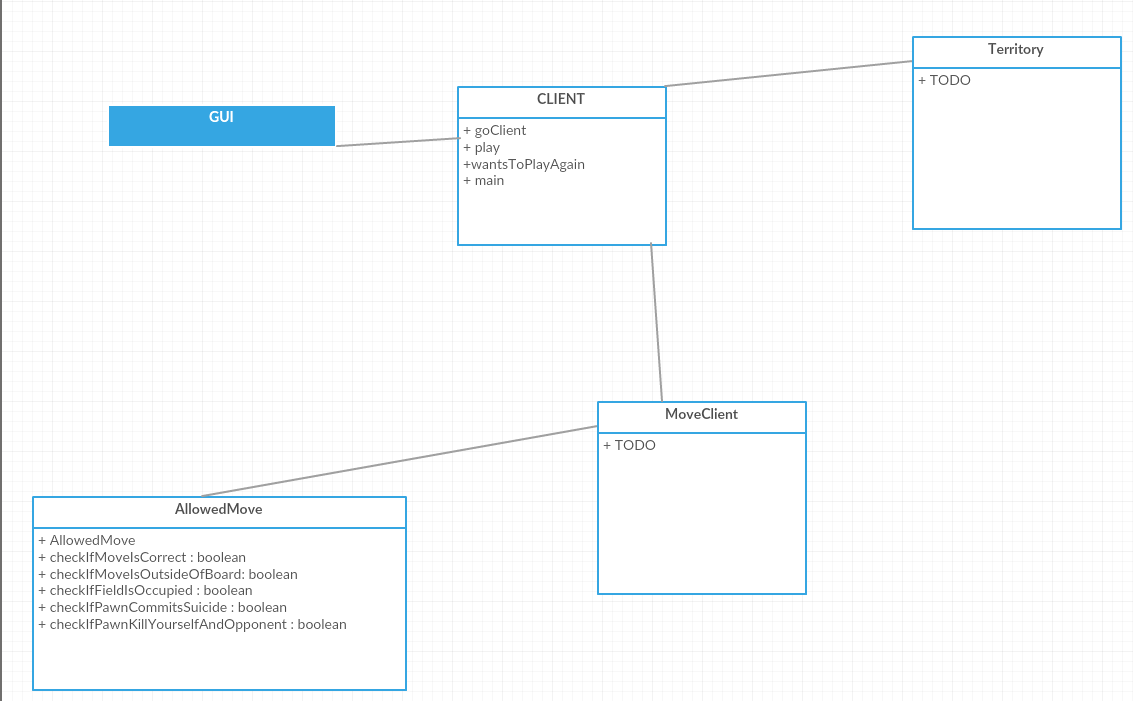 GUI
CLIENT
+ goClient
+ play
+wantsToPlayAgain
+ main
Territory
+ TODO
MoveClient
+ TODO
AllowedMove
+ AllowedMove
+ checkIfMoveIsCorrect : boolean
+ checkIfMoveIsOutsideOfBoard: boolean
+ checkIfFieldIsOccupied : boolean
+ checkIfPawnCommitsSuicide : boolean
+ checkIfPawnKillYourselfAndOpponent : boolean